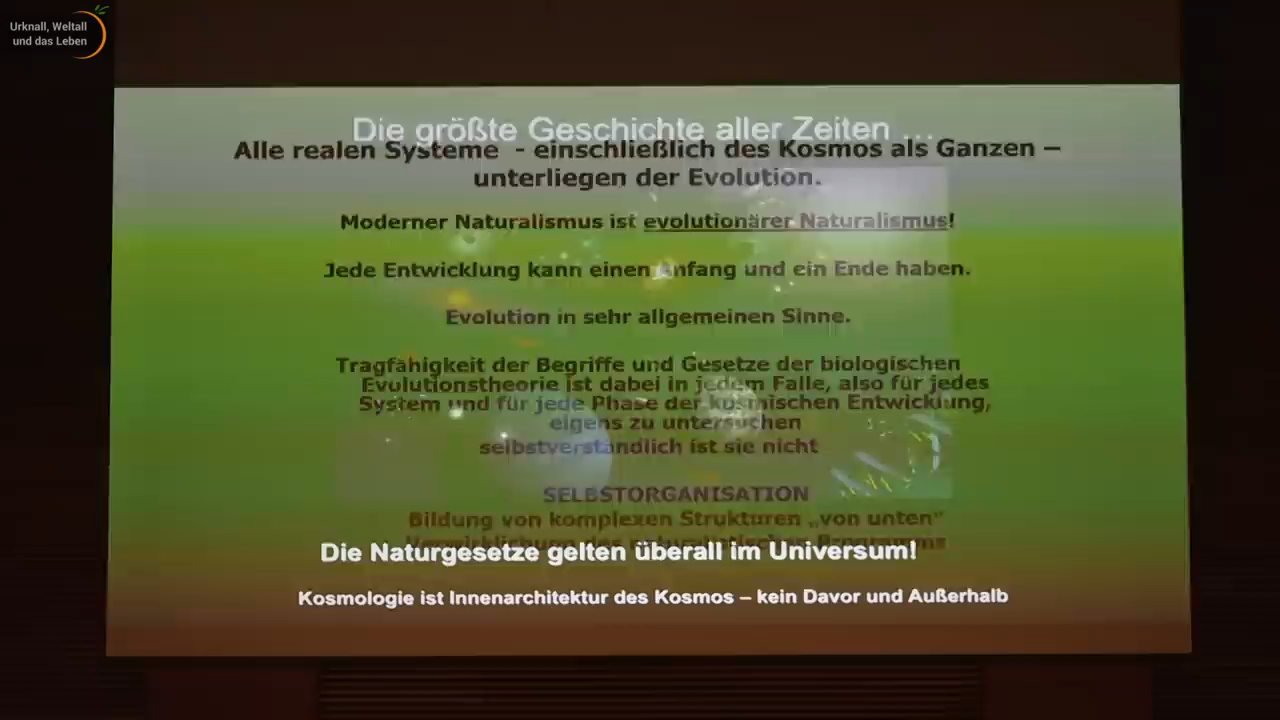 Urknall, Weltall
und das Leben
Die größte Geschichte aller Zeiten ...
Alle realen Systeme - einschließlich des Kosmos als Ganzen –
unterliegen der Evolution.
Moderner Naturalismus ist evolutionärer Naturalismus!
Jede Entwicklung kann einen Anfang und ein Ende haben.
Evolution in sehr allgemeinen Sinne.
Tragfähigkeit der Begriffe und Gesetze der biologischen
Evolutionstheorie ist dabei in jedem Falle, also für jedes
System und für jede Phase der kosmischen Entwicklung,
eigens zu untersuchen
selbstverständlich ist sie nicht
SELBSTORGANISATION
Bildung von komplexen Strukturen „von unten“
Verwirklichung des naturalistischen Programms
Die Naturgesetze gelten überall im Universum!
Kosmologie ist Innenarchitektur des Kosmos – kein Davor und Außerhalb